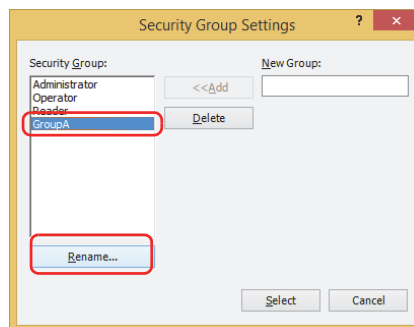 Security Group Settings
? ×
Security Group:
New Group:
Administrator
Operator
Reader
GroupA
<<Add
Delete
Rename...
Select
Cancel